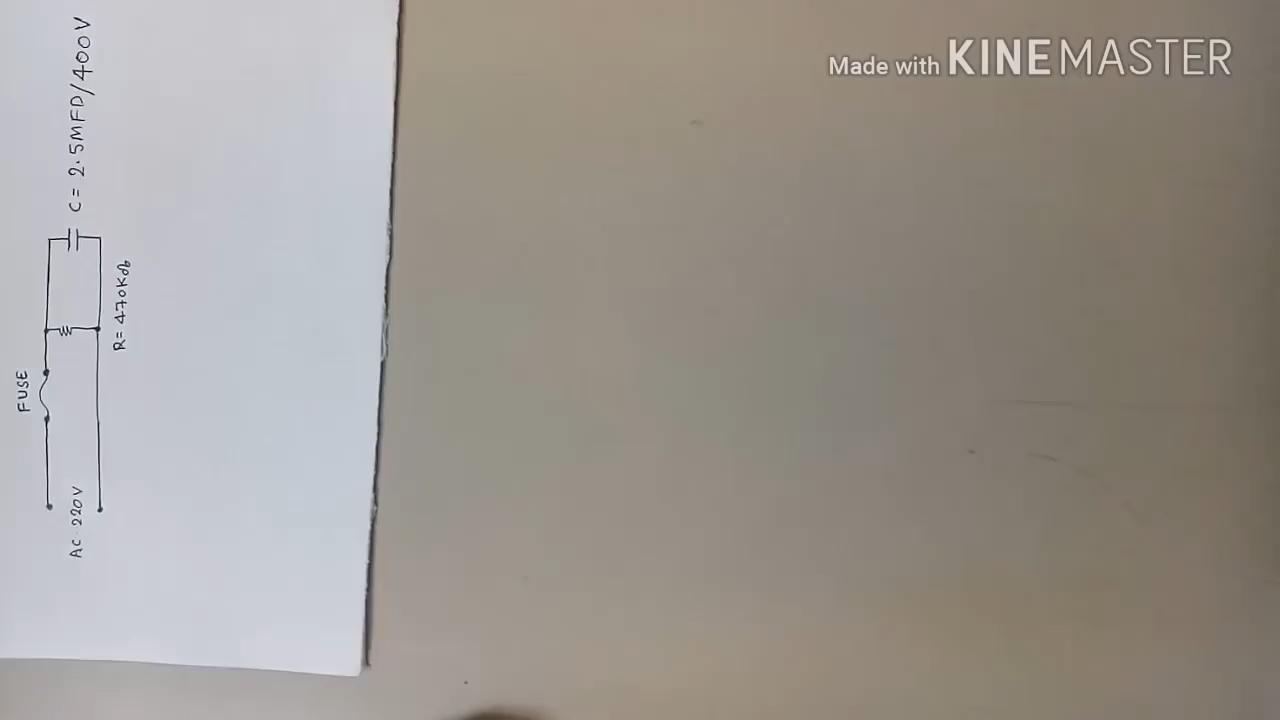 Made with KINEMASTER
FUSE
AC 220V
R = 470KΩ
C = 2.5MFD/400V